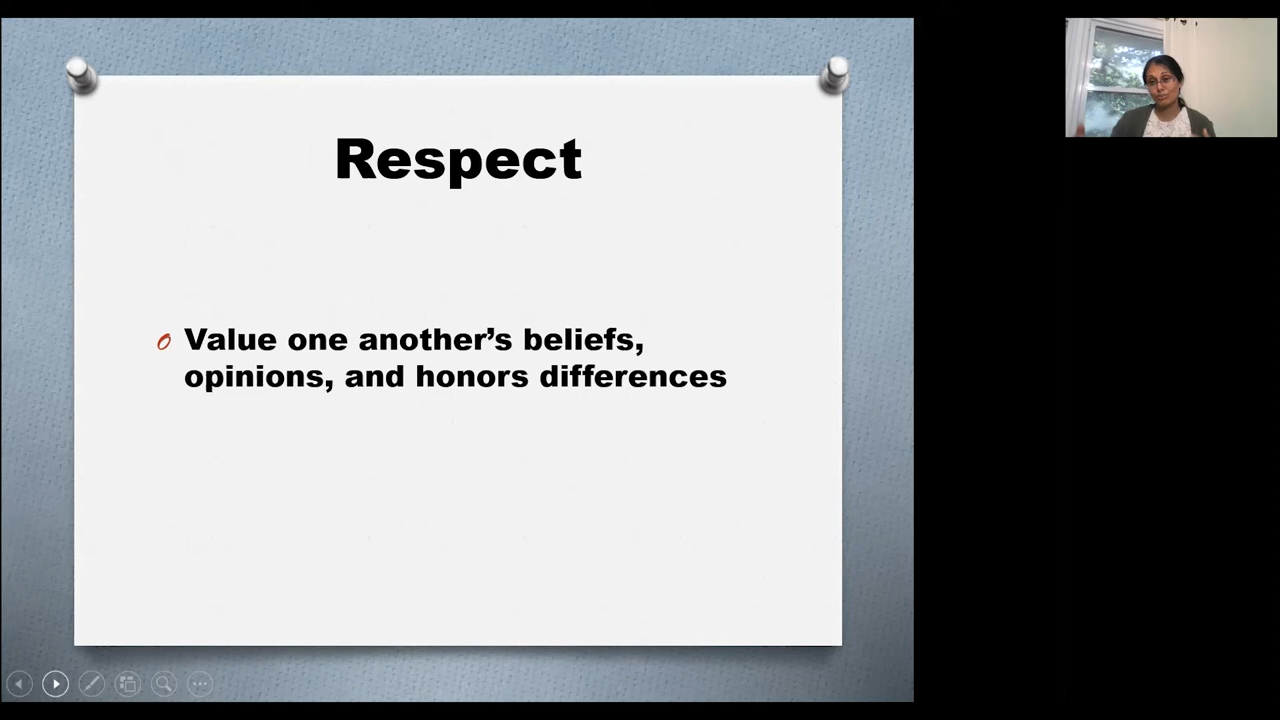 Respect
Value one another’s beliefs,
opinions, and honors differences